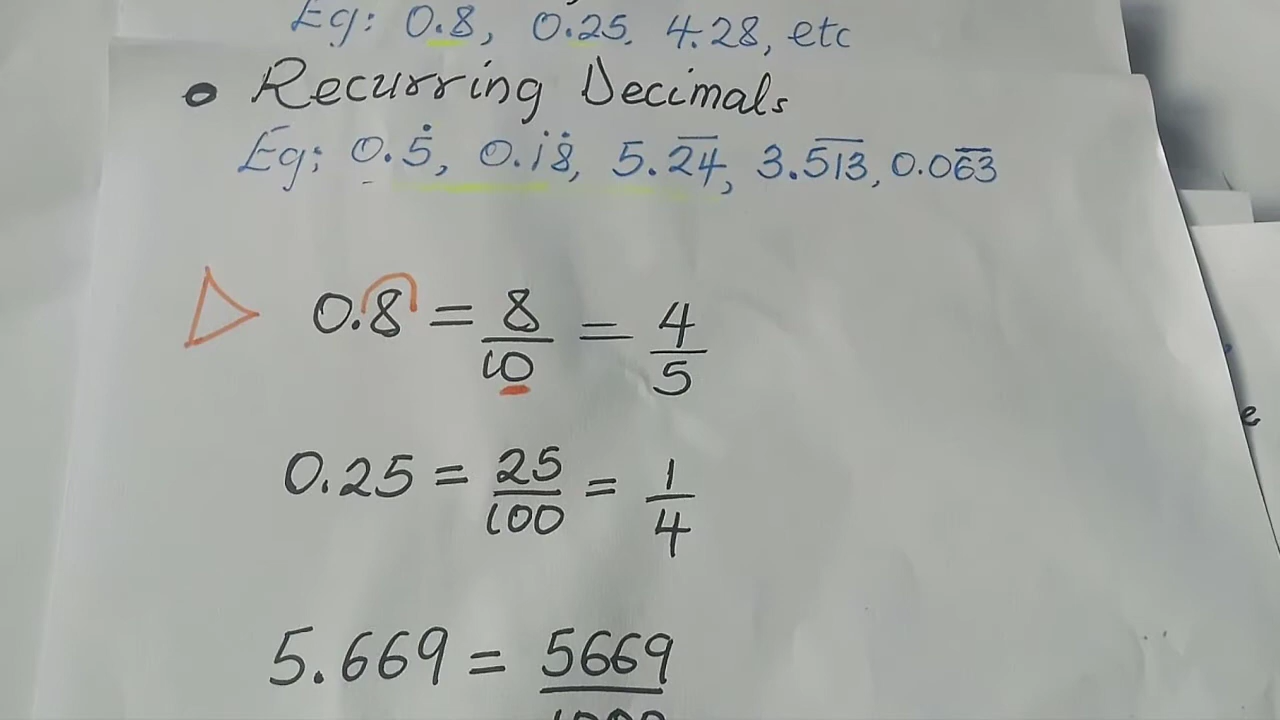 Eg: 0.8, 0.25. 4.28, etc
• Recurring Decimals
Eg; 0.5̇, 0.1̇8̇, 5.2̅4̅, 3.5̅1̅3̅, 0.06̅3̅
0.8 = 8/10 = 4/5
0.25 = 25/100 = 1/4
5.669 = 5669/1000
e